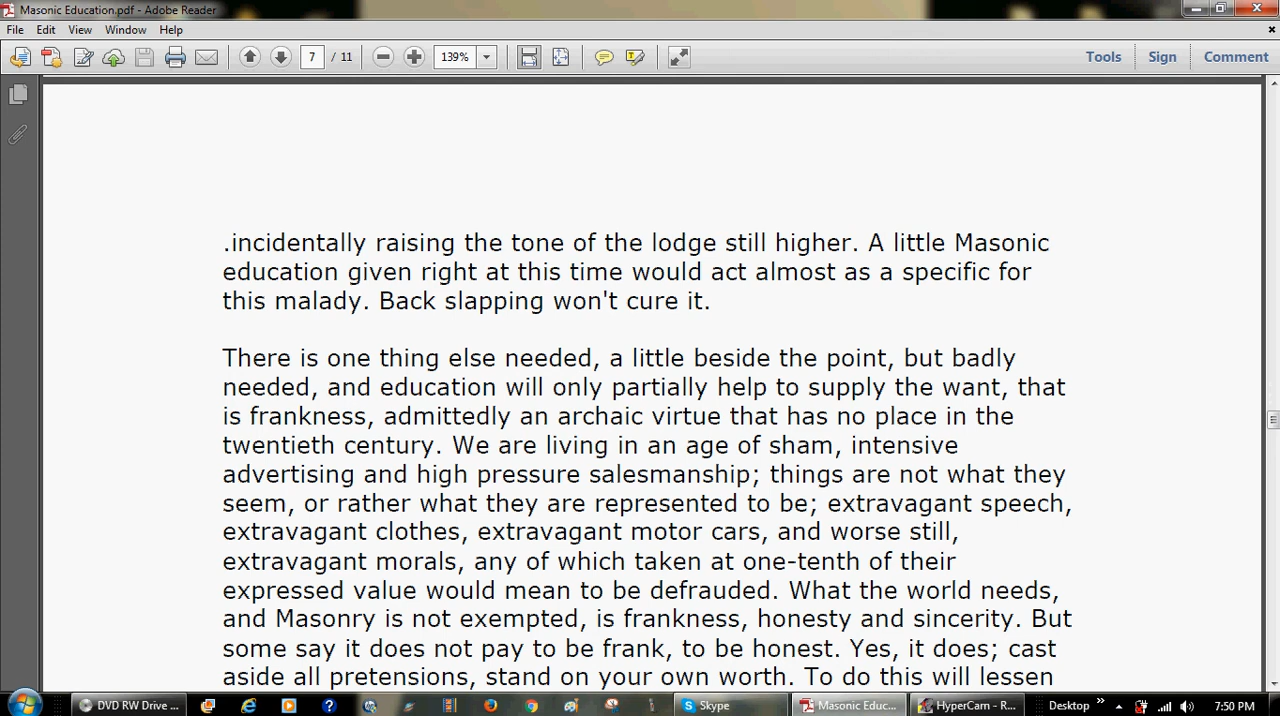 Masonic Education.pdf - Adobe Reader
File Edit View Window Help
7 / 11 139% Tools Sign Comment
.incidentally raising the tone of the lodge still higher. A little Masonic
education given right at this time would act almost as a specific for
this malady. Back slapping won't cure it.
There is one thing else needed, a little beside the point, but badly
needed, and education will only partially help to supply the want, that
is frankness, admittedly an archaic virtue that has no place in the
twentieth century. We are living in an age of sham, intensive
advertising and high pressure salesmanship; things are not what they
seem, or rather what they are represented to be; extravagant speech,
extravagant clothes, extravagant motor cars, and worse still,
extravagant morals, any of which taken at one-tenth of their
expressed value would mean to be defrauded. What the world needs,
and Masonry is not exempted, is frankness, honesty and sincerity. But
some say it does not pay to be frank, to be honest. Yes, it does; cast
aside all pretensions, stand on your own worth. To do this will lessen
DVD RW Drive ... Skype Masonic Educ... HyperCam - R... Desktop 7:50 PM